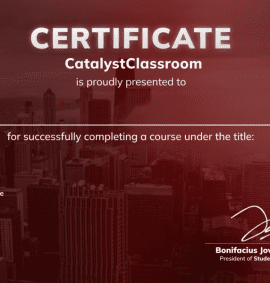 CERTIFICATE
CatalystClassroom
is proudly presented to
for successfully completing a course under the title:
e
Bonifacius Jov
President of Stude